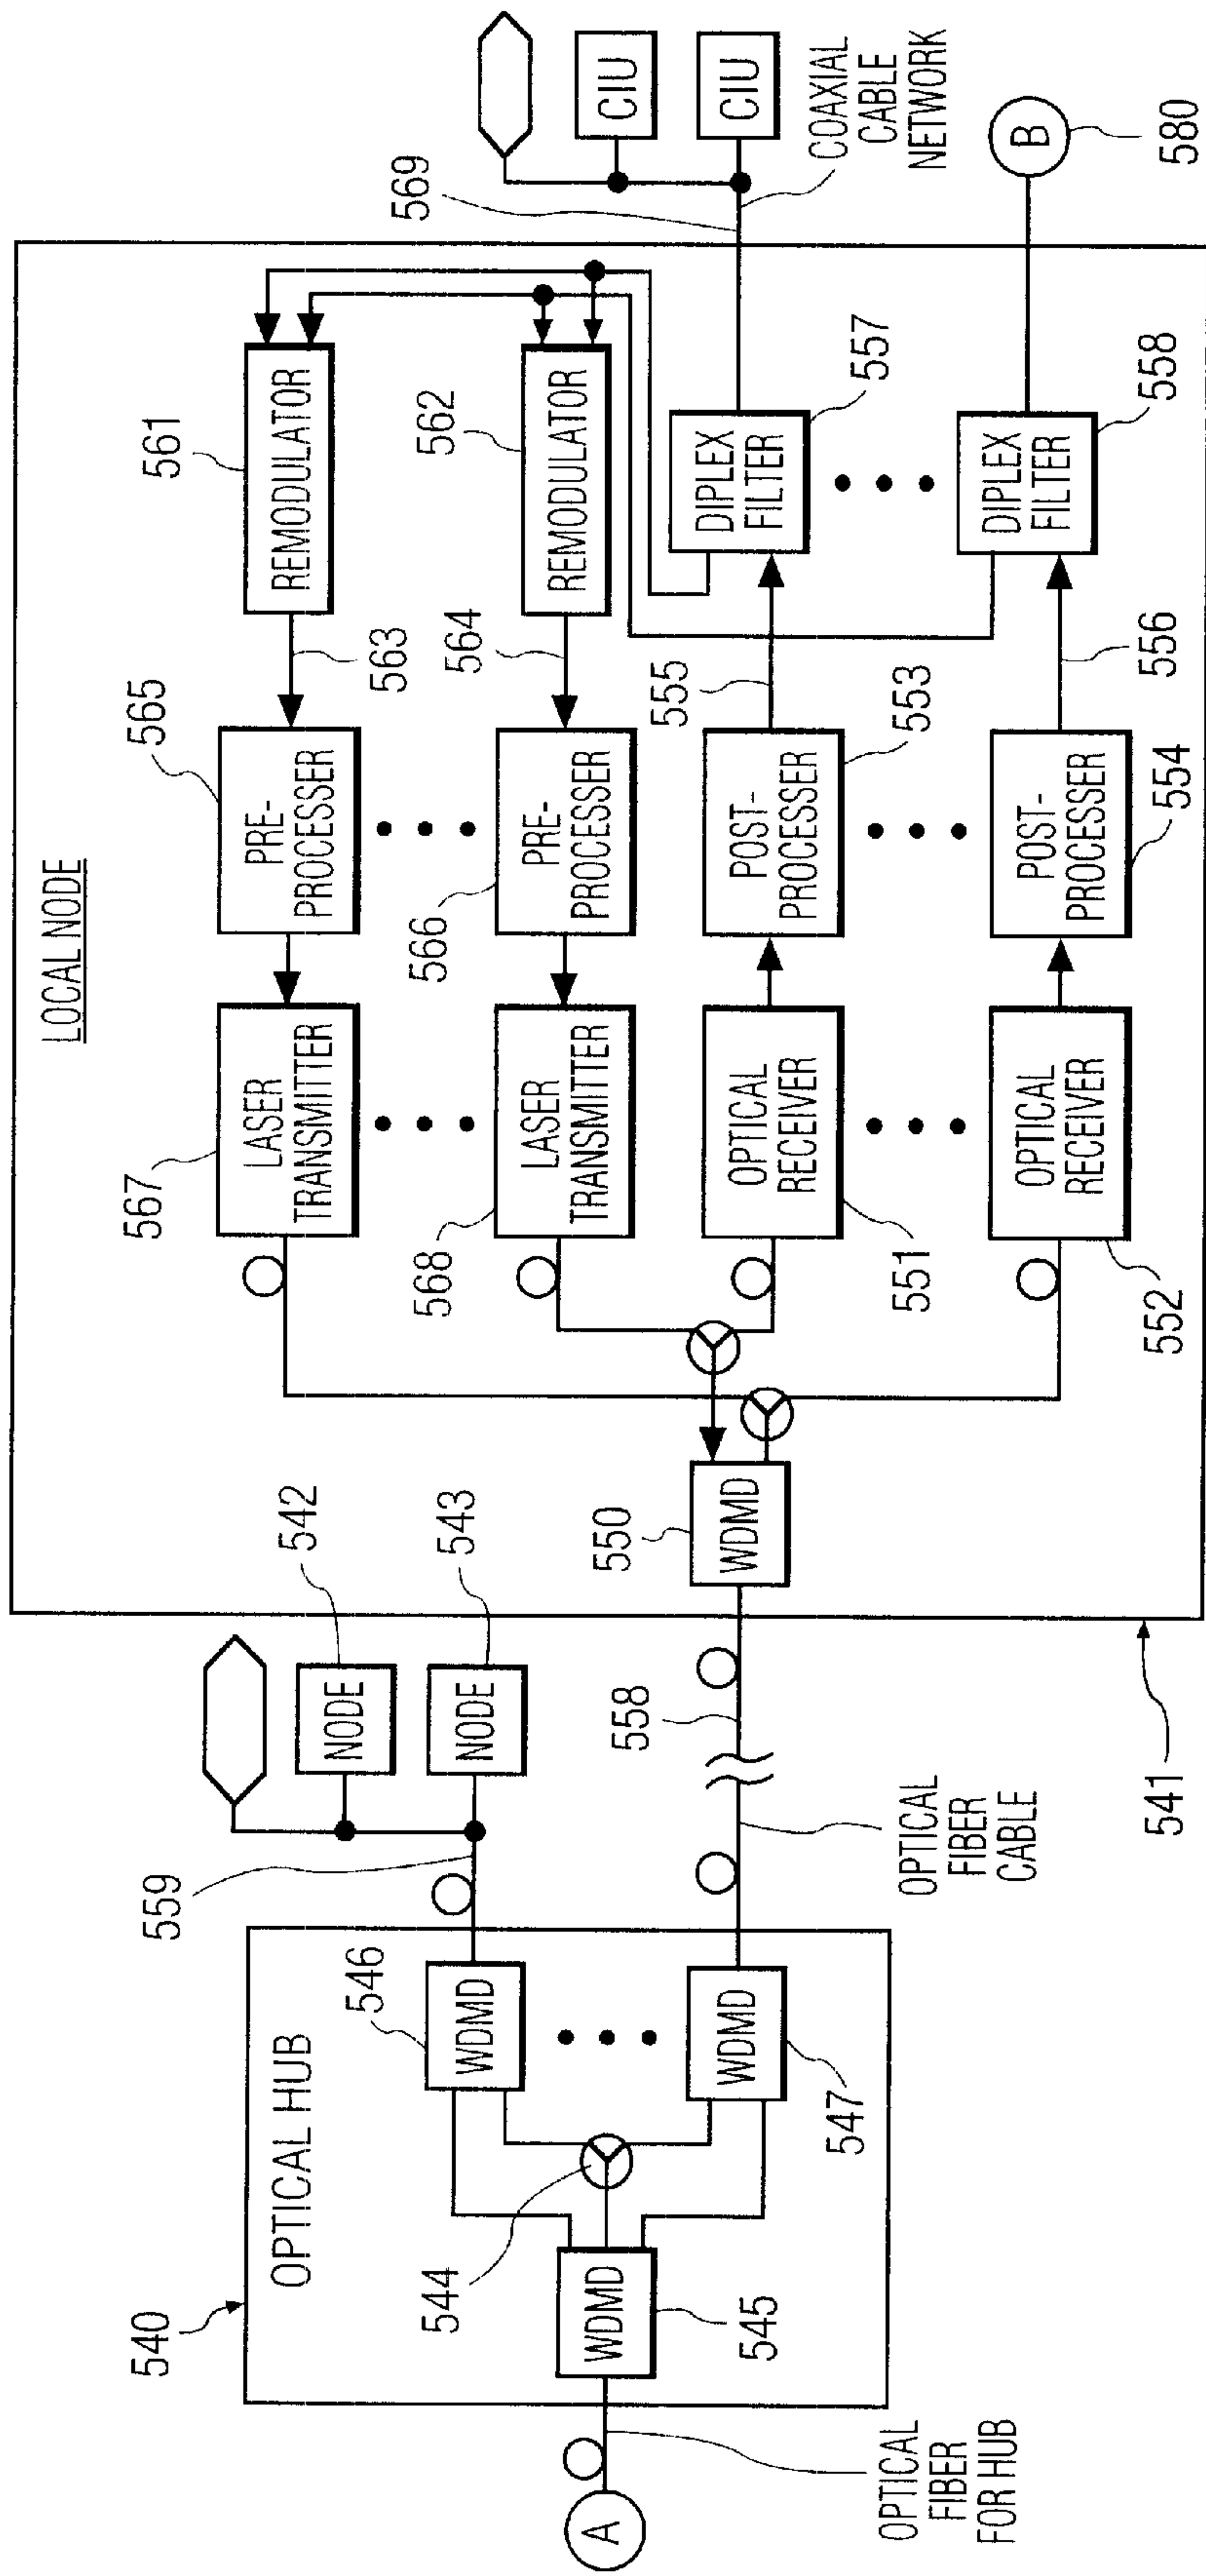 A
OPTICAL
FIBER
FOR HUB
540
OPTICAL HUB
WDMD
545
544
WDMD
546
WDMD
547
559
NODE
542
NODE
543
OPTICAL
FIBER
CABLE
558
541
LOCAL NODE
WDMD
550
LASER
TRANSMITTER
567
LASER
TRANSMITTER
568
OPTICAL
RECEIVER
551
OPTICAL
RECEIVER
552
PRE-
PROCESSER
565
PRE-
PROCESSER
566
POST-
PROCESSER
553
POST-
PROCESSER
554
563
564
555
556
REMODULATOR
561
REMODULATOR
562
DIPLEX
FILTER
557
DIPLEX
FILTER
558
569
CIU
CIU
COAXIAL
CABLE
NETWORK
B
580